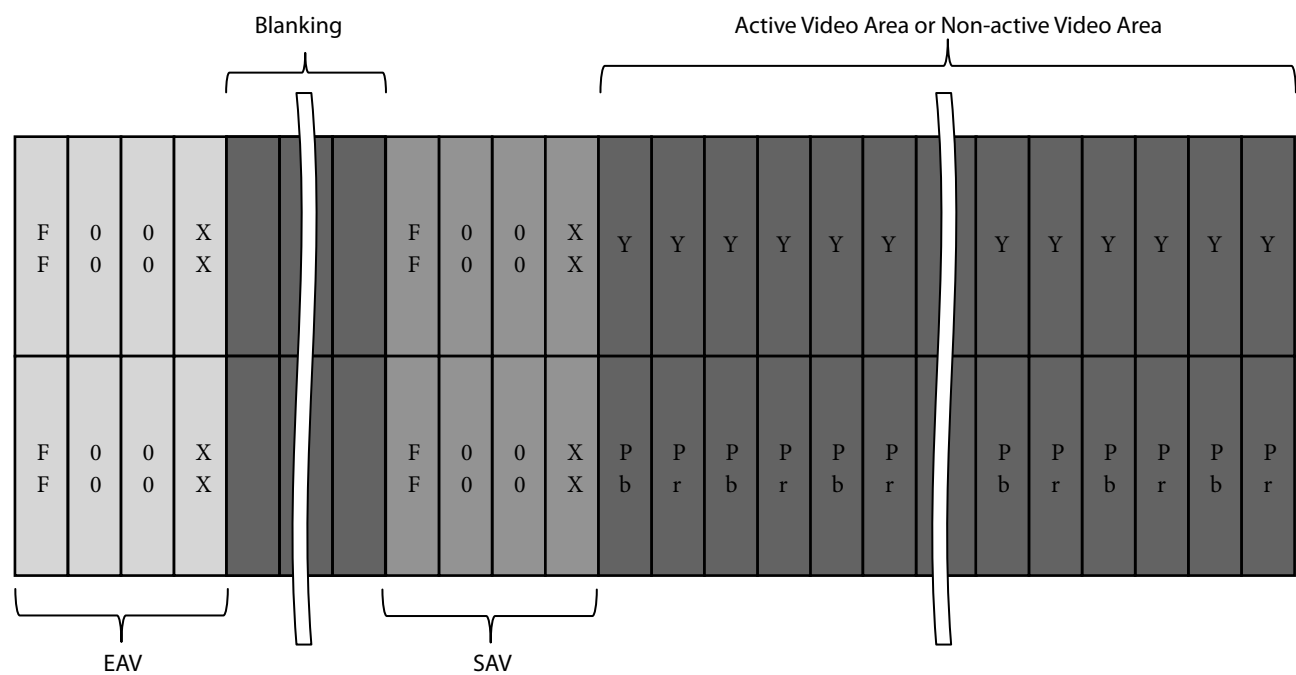 Blanking
Active Video Area or Non-active Video Area
F 0 0 X F 0 0 X Y Y Y Y Y Y Y Y Y Y Y Y
F 0 0 X F 0 0 X
F 0 0 X F 0 0 X P P P P P P P P P P P P
F 0 0 X F 0 0 X b r b r b r b r b r b r
EAV
SAV